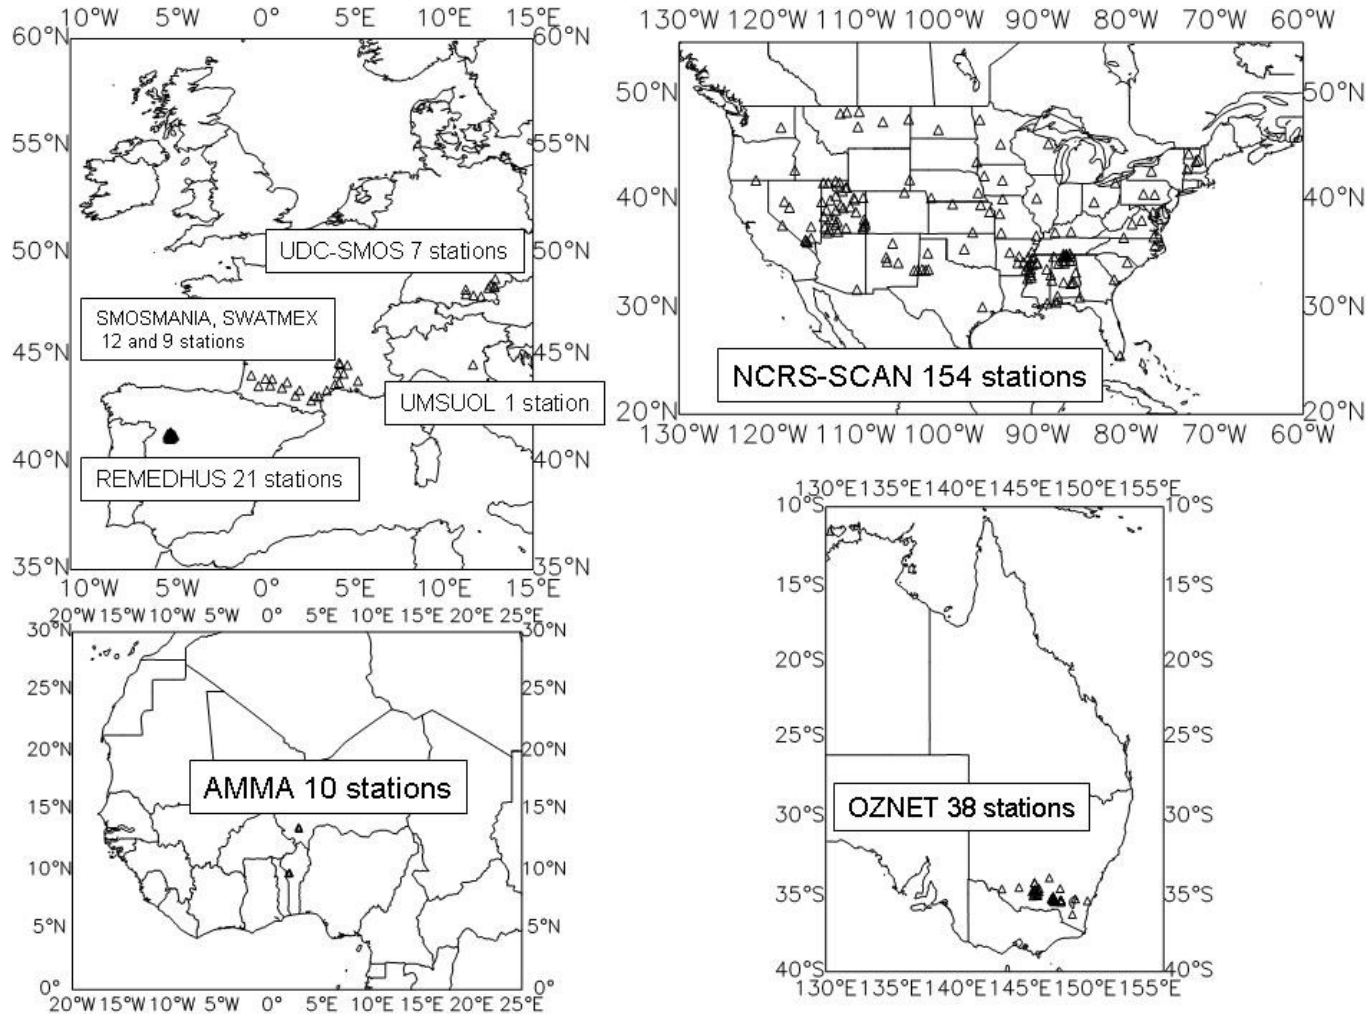 10°W 5°W 0° 5°E 10°E 15°E
60°N 60°N
55°N 55°N
50°N 50°N
UDC-SMOS 7 stations
SMOSMANIA, SWATMEX
12 and 9 stations
45°N 45°N
UMSUOL 1 station
40°N 40°N
REMEDHUS 21 stations
35°N 35°N
10°W 5°W 0° 5°E 10°E 15°E
130°W 120°W 110°W 100°W 90°W 80°W 70°W 60°W
50°N 50°N
40°N 40°N
30°N 30°N
NCRS-SCAN 154 stations
20°N 20°N
130°W 120°W 110°W 100°W 90°W 80°W 70°W 60°W
20°W 15°W 10°W 5°W 0° 5°E 10°E 15°E 20°E 25°E
30°N 30°N
25°N 25°N
20°N 20°N
AMMA 10 stations
15°N 15°N
10°N 10°N
5°N 5°N
0° 0°
20°W 15°W 10°W 5°W 0° 5°E 10°E 15°E 20°E 25°E
130°E 135°E 140°E 145°E 150°E 155°E
10°S 10°S
15°S 15°S
20°S 20°S
25°S 25°S
OZNET 38 stations
30°S 30°S
35°S 35°S
40°S 40°S
130°E 135°E 140°E 145°E 150°E 155°E